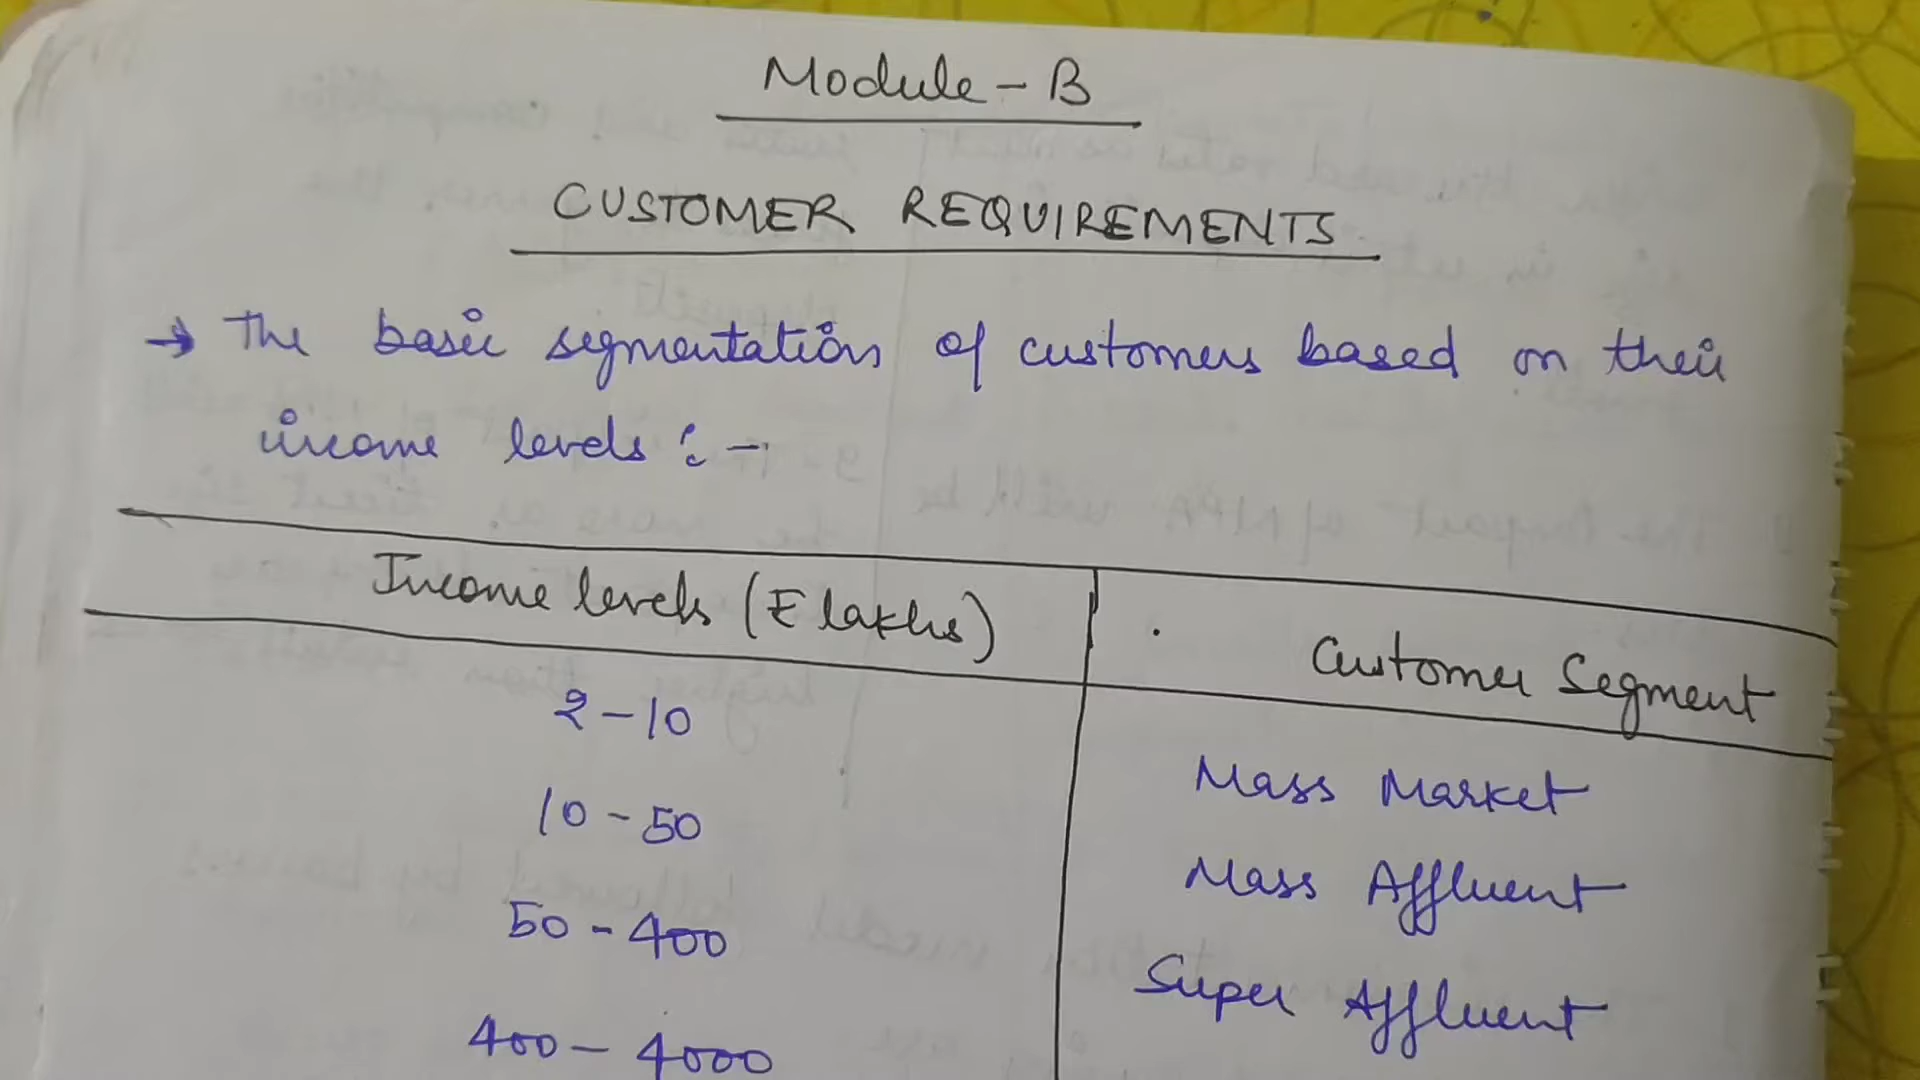 Module - B
CUSTOMER REQUIREMENTS
→ The basic segmentation of customers based on their
income levels :-
Income levels (₹ lakhs) Customer Segment
2 - 10 Mass Market
10 - 50 Mass Affluent
50 - 400 Super Affluent
400 - 4000